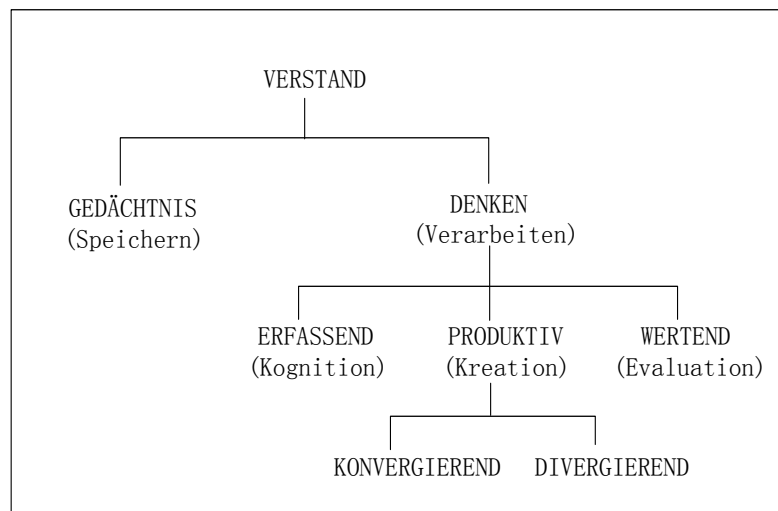 VERSTAND
GEDÄCHTNIS
(Speichern)
DENKEN
(Verarbeiten)
ERFASSEND
(Kognition)
PRODUKTIV
(Kreation)
WERTEND
(Evaluation)
KONVERGIEREND
DIVERGIEREND